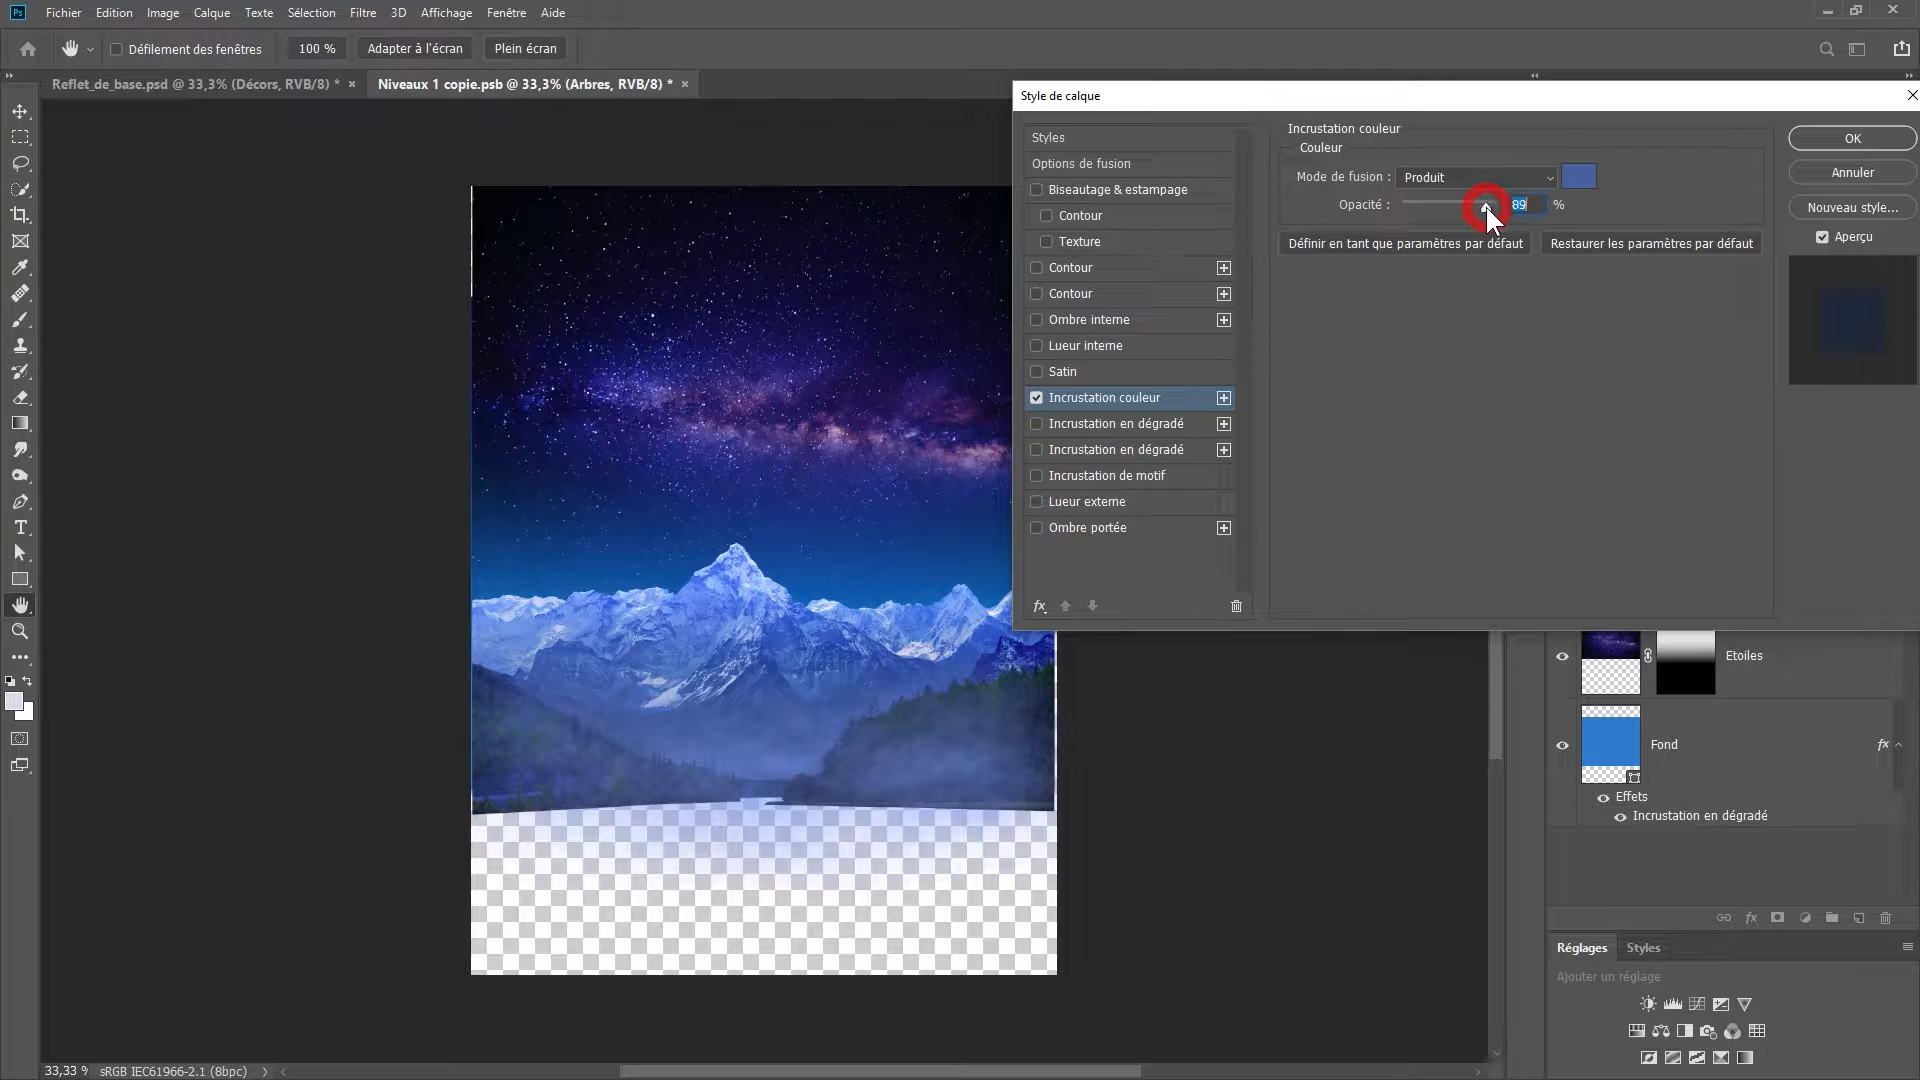 Ps Fichier Edition Image Calque Texte Sélection Filtre 3D Affichage Fenêtre Aide
Défilement des fenêtres 100 % Adapter à l'écran Plein écran
Reflet_de_base.psd @ 33,3% (Décors, RVB/8) * × Niveaux 1 copie.psb @ 33,3% (Arbres, RVB/8) * ×
Style de calque
Styles
Options de fusion
Biseautage & estampage
Contour
Texture
Contour
Contour
Ombre interne
Lueur interne
Satin
Incrustation couleur
Incrustation en dégradé
Incrustation en dégradé
Incrustation de motif
Lueur externe
Ombre portée
fx
Incrustation couleur
Couleur
Mode de fusion : Produit
Opacité : 89 %
Définir en tant que paramètres par défaut Restaurer les paramètres par défaut
OK
Annuler
Nouveau style...
Aperçu
Etoiles
Fond fx
Effets
Incrustation en dégradé
fx
Réglages Styles
Ajouter un réglage
33,33 % sRGB IEC61966-2.1 (8bpc)